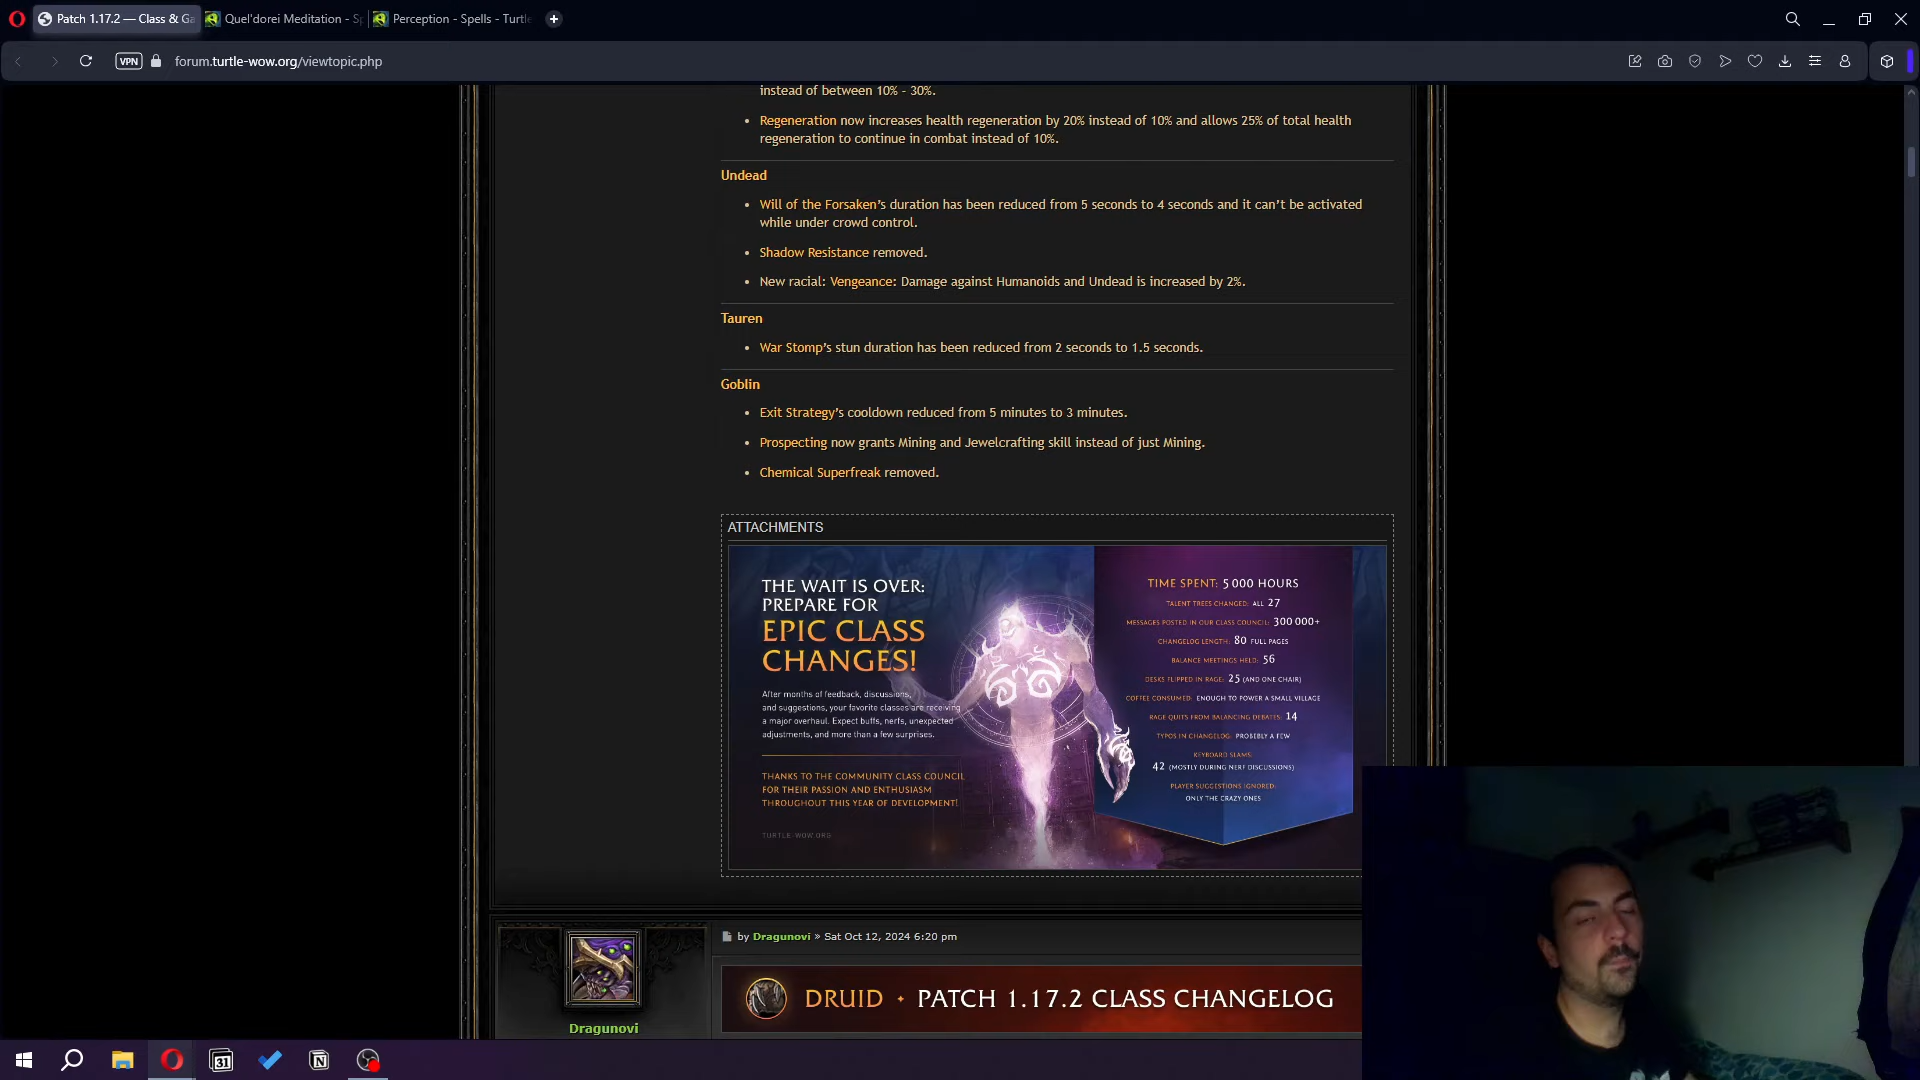 Patch 1.17.2 — Class & Ga
Quel'dorei Meditation - Sp
Perception - Spells - Turtle
VPN
forum.turtle-wow.org/viewtopic.php
instead of between 10% - 30%.
Regeneration now increases health regeneration by 20% instead of 10% and allows 25% of total health
regeneration to continue in combat instead of 10%.
Undead
Will of the Forsaken's duration has been reduced from 5 seconds to 4 seconds and it can't be activated
while under crowd control.
Shadow Resistance removed.
New racial: Vengeance: Damage against Humanoids and Undead is increased by 2%.
Tauren
War Stomp's stun duration has been reduced from 2 seconds to 1.5 seconds.
Goblin
Exit Strategy's cooldown reduced from 5 minutes to 3 minutes.
Prospecting now grants Mining and Jewelcrafting skill instead of just Mining.
Chemical Superfreak removed.
ATTACHMENTS
THE WAIT IS OVER:
PREPARE FOR
EPIC CLASS
CHANGES!
After months of feedback, discussions,
and suggestions, your favorite classes are receiving
a major overhaul. Expect buffs, nerfs, unexpected
adjustments, and more than a few surprises.
THANKS TO THE COMMUNITY CLASS COUNCIL
FOR THEIR PASSION AND ENTHUSIASM
THROUGHOUT THIS YEAR OF DEVELOPMENT!
TURTLE-WOW.ORG
TIME SPENT: 5 000 HOURS
TALENT TREES CHANGED: ALL 27
MESSAGES POSTED IN OUR CLASS COUNCIL: 300 000+
CHANGELOG LENGTH: 80 FULL PAGES
BALANCE MEETINGS HELD: 56
DESKS FLIPPED IN RAGE: 25 (AND ONE CHAIR)
COFFEE CONSUMED: ENOUGH TO POWER A SMALL VILLAGE
RAGE QUITS FROM BALANCING DEBATES: 14
TYPOS IN CHANGELOG: PROBEBLY A FEW
KEYBOARD SLAMS:
42 (MOSTLY DURING NERF DISCUSSIONS)
PLAYER SUGGESTIONS IGNORED:
ONLY THE CRAZY ONES
by Dragunovi » Sat Oct 12, 2024 6:20 pm
DRUID • PATCH 1.17.2 CLASS CHANGELOG
Dragunovi
31